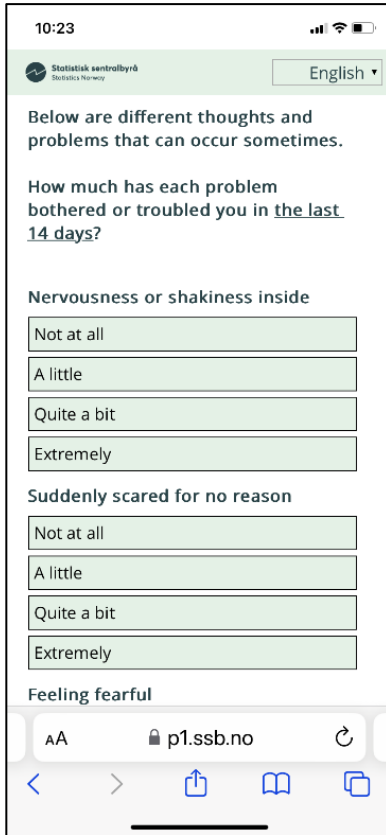 10:23
Statistisk sentralbyrå
Statistics Norway
English
Below are different thoughts and
problems that can occur sometimes.
How much has each problem
bothered or troubled you in the last
14 days?
Nervousness or shakiness inside
Not at all
A little
Quite a bit
Extremely
Suddenly scared for no reason
Not at all
A little
Quite a bit
Extremely
Feeling fearful
AA
p1.ssb.no